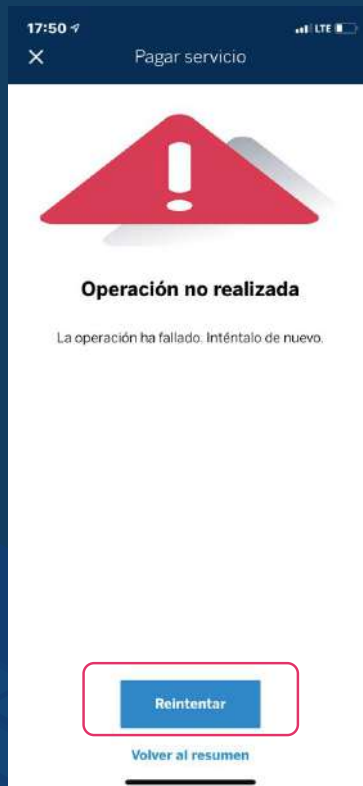 17:50
LTE
Pagar servicio
Operación no realizada
La operación ha fallado. Inténtalo de nuevo.
Reintentar
Volver al resumen